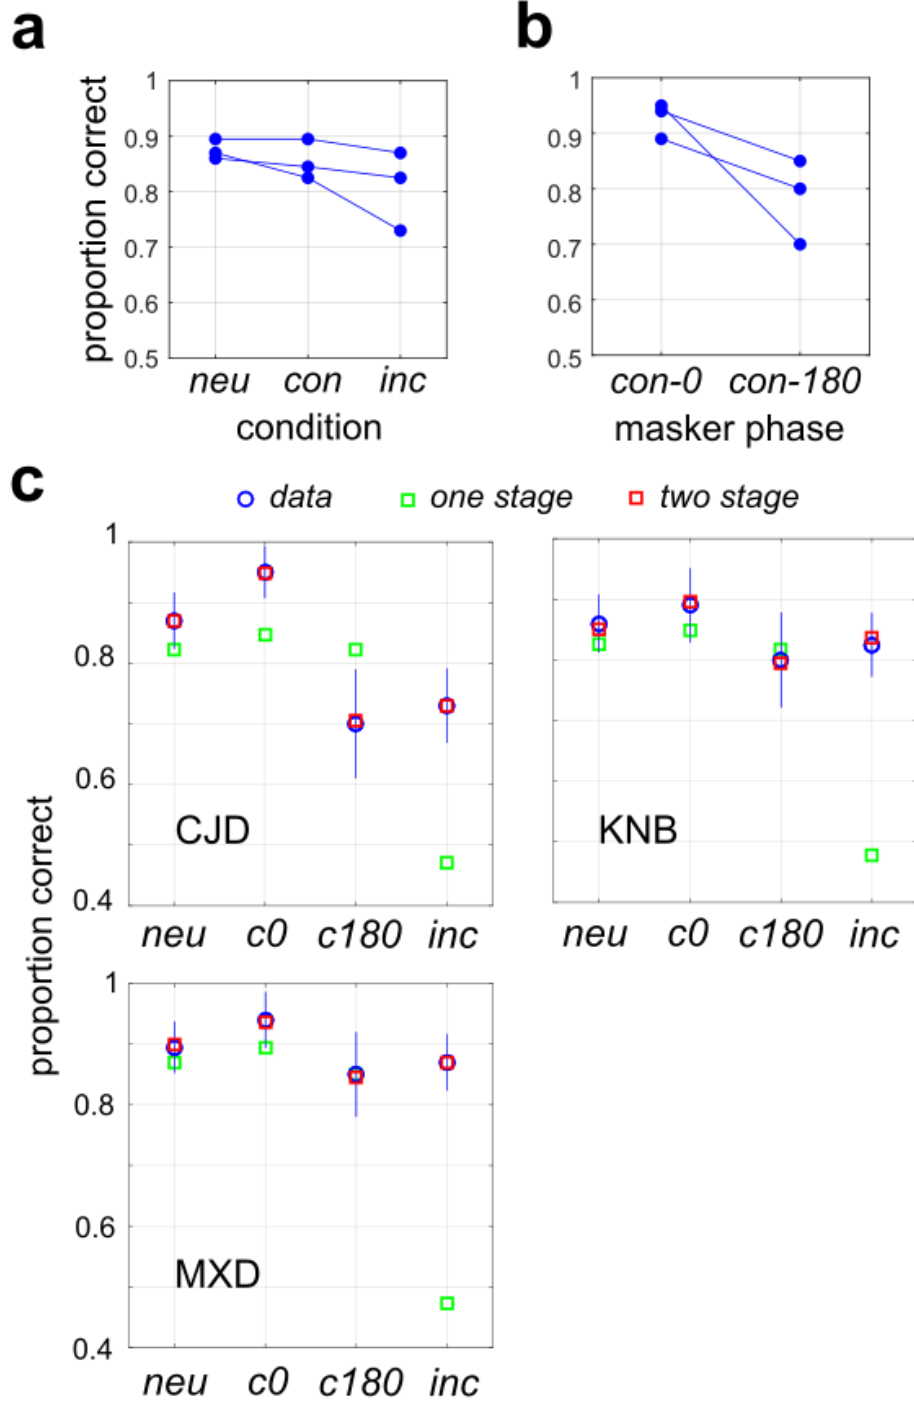 a
b
proportion correct
1
0.9
0.8
0.7
0.6
0.5
neu con inc
condition
1
0.9
0.8
0.7
0.6
0.5
con-0 con-180
masker phase
c
data one stage two stage
proportion correct
1
0.8
0.6
0.4
CJD
neu c0 c180 inc
KNB
neu c0 c180 inc
1
0.8
0.6
0.4
MXD
neu c0 c180 inc